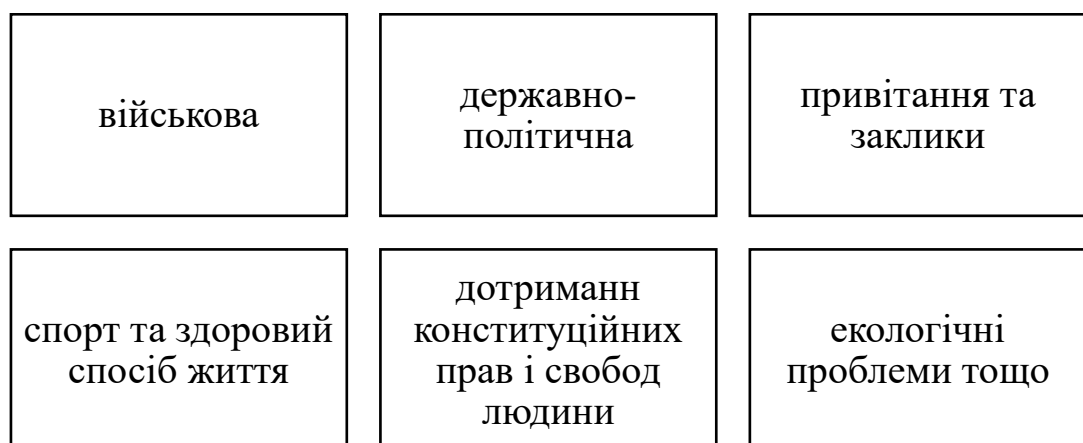 військова
державно-
політична
привітання та
заклики
спорт та здоровий
спосіб життя
дотриманн
конституційних
прав і свобод
людини
екологічні
проблеми тощо